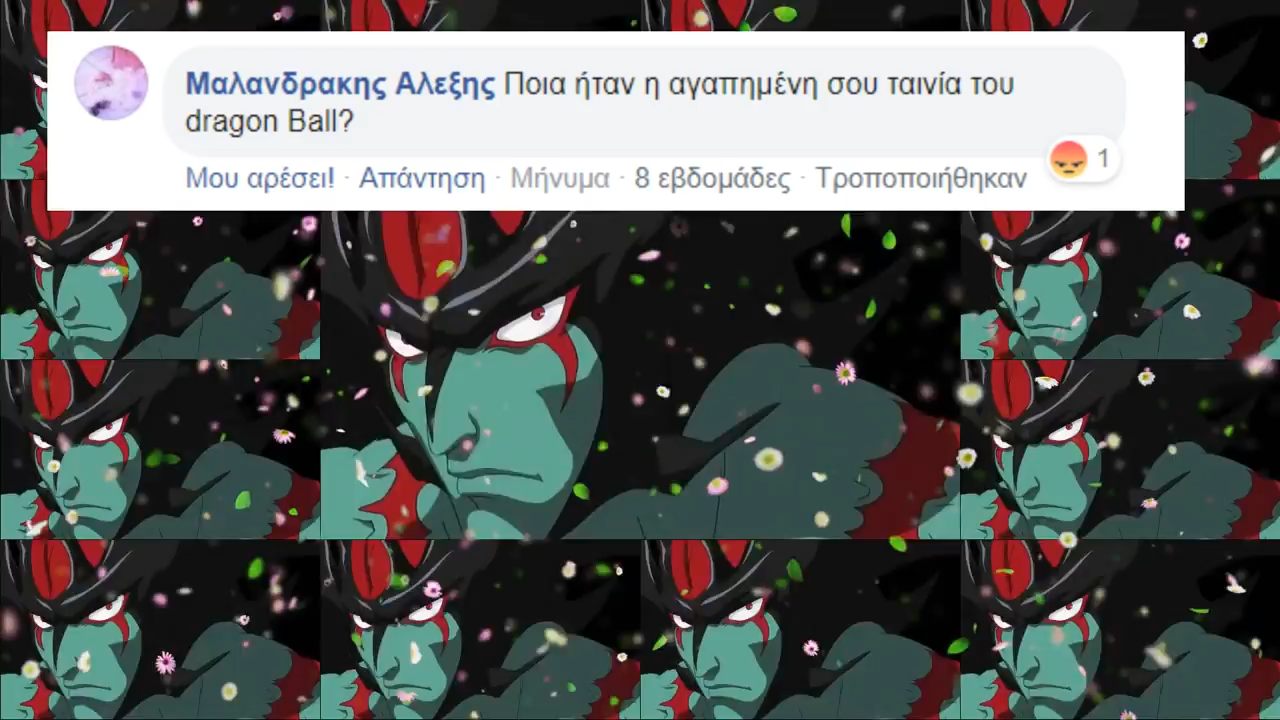 Μαλανδρακης Αλεξης Ποια ήταν η αγαπημένη σου ταινία του
dragon Ball?
Μου αρέσει! · Απάντηση · Μήνυμα · 8 εβδομάδες · Τροποποιήθηκαν
1